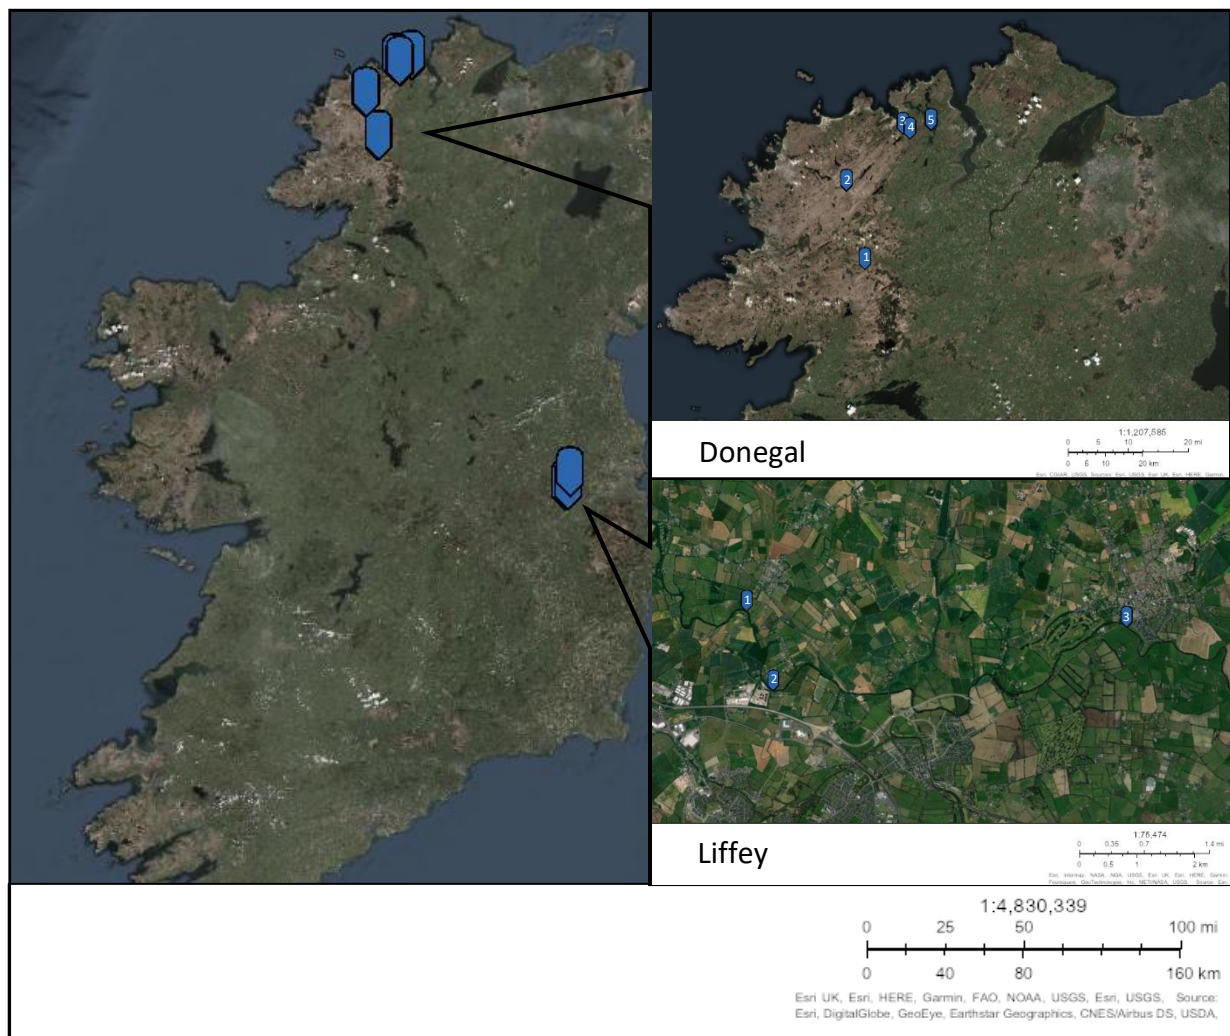 3
4
5
2
1
Donegal
1:1,207,585
0 5 10 20 mi
0 5 10 20 km
1
2
3
Liffey
1:75,474
0 0.35 0.7 1.4 mi
0 0.5 1 2 km
1:4,830,339
0 25 50 100 mi
0 40 80 160 km
Esri UK, Esri, HERE, Garmin, FAO, NOAA, USGS, Esri, USGS, Source:
Esri, DigitalGlobe, GeoEye, Earthstar Geographics, CNES/Airbus DS, USDA,